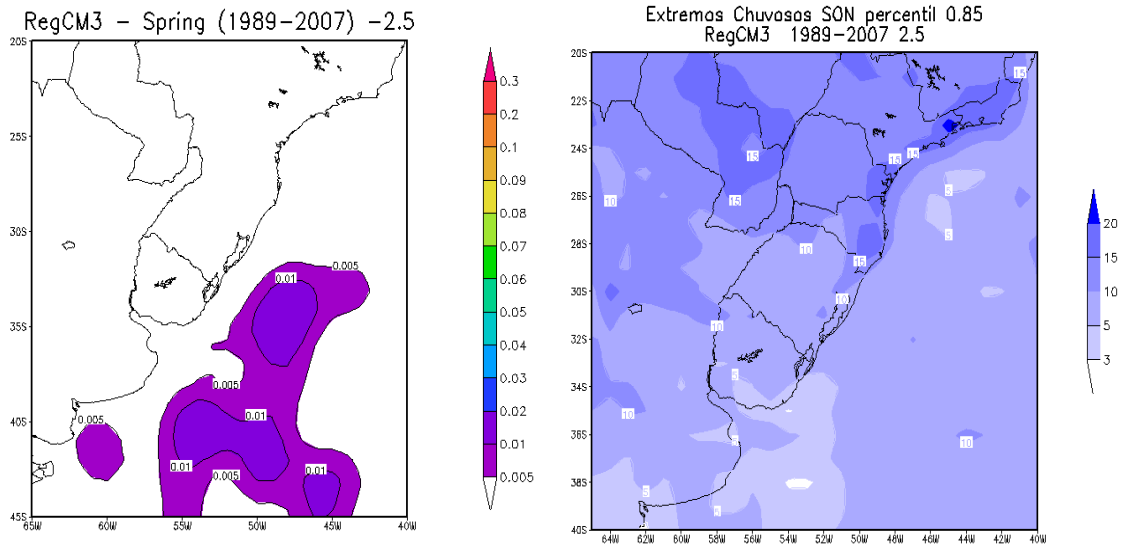 RegCM3 – Spring (1989–2007) –2.5
20S
25S
30S
35S
40S
45S
65W 60W 55W 50W 45W 40W
0.005
0.01
0.005
0.01
0.005
0.01
0.005
0.01
0.3
0.2
0.1
0.09
0.08
0.07
0.06
0.05
0.04
0.03
0.02
0.01
0.005
Extremos Chuvosos SON percentil 0.85
RegCM3 1989–2007 2.5
20S
22S
24S
26S
28S
30S
32S
34S
36S
38S
40S
64W 62W 60W 58W 56W 54W 52W 50W 48W 46W 44W 42W 40W
15
15
15
15
5
10
15
5
10
15
10
5
10
10
5
10
5
10
5
5
20
15
10
5
3